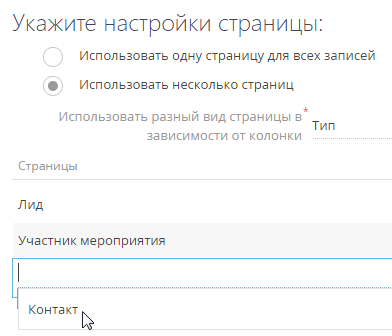 Укажите настройки страницы:
Использовать одну страницу для всех записей
Использовать несколько страниц
Использовать разный вид страницы в *
зависимости от колонки
Тип
Страницы
Лид
Участник мероприятия
Контакт